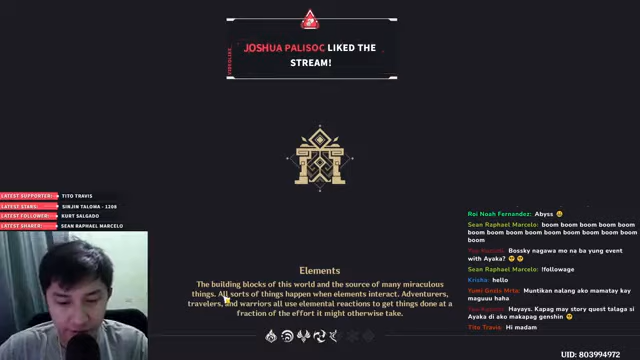 JOSHUA PALISOC LIKED THE
STREAM!
Elements
The building blocks of this world and the source of many miraculous
things. All sorts of things happen when elements interact. Adventurers,
travelers, and warriors all use elemental reactions to get things done at a
fraction of the effort it might otherwise take.
LATEST SUPPORTER: TITO TRAVIS
LATEST STARS: SINJIN TALOMA - 1208
LATEST FOLLOWER: KURT SALGADO
LATEST SHARER: SEAN RAPAEL MARCELO
Roi Noah Fernandez: Abyss
Sean Rapael Marcelo: boom boom boom boom boom
boom boom boom boom boom boom boom boom boom
boom
Bossky nagawa mo na ba yung event
with Ayaka?
Sean Rapael Marcelo: !followage
Krisha: hello
Yumi Gozla Mrta: Muntikan nalang ako mamatay kay
maguuu haha
Hayays. Kapag may story quest talaga si
Ayaka di ako makapag genshin
Tito Travis: Hi madam
UID: 803994972